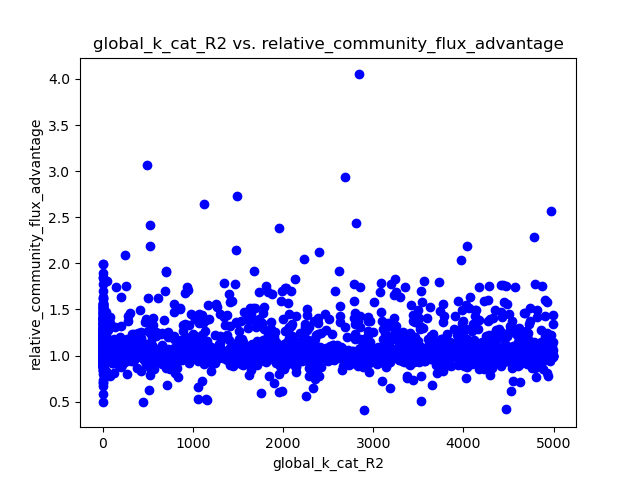 global_k_cat_R2 vs. relative_community_flux_advantage
relative_community_flux_advantage
4.0
3.5
3.0
2.5
2.0
1.5
1.0
0.5
0 1000 2000 3000 4000 5000
global_k_cat_R2